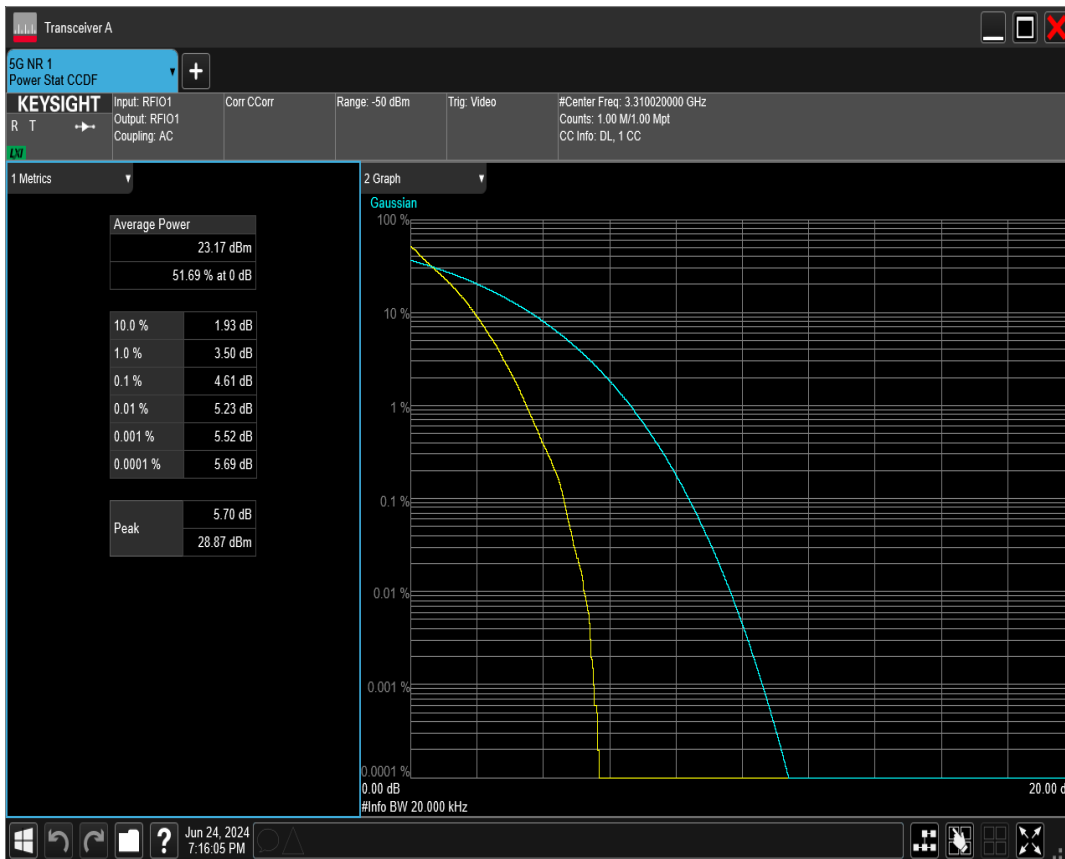 Transceiver A
5G NR 1
Power Stat CCDF
+
KEYSIGHT
R T
LXI
Input: RFIO1
Output: RFIO1
Coupling: AC
Corr CCorr
Range: -50 dBm
Trig: Video
#Center Freq: 3.310020000 GHz
Counts: 1.00 M/1.00 Mpt
CC Info: DL, 1 CC
1 Metrics
Average Power
23.17 dBm
51.69 % at 0 dB
10.0 % 1.93 dB
1.0 % 3.50 dB
0.1 % 4.61 dB
0.01 % 5.23 dB
0.001 % 5.52 dB
0.0001 % 5.69 dB
Peak 5.70 dB
28.87 dBm
2 Graph
Gaussian
100 %
10 %
1 %
0.1 %
0.01 %
0.001 %
0.0001 %
0.00 dB 20.00 d
#Info BW 20.000 kHz
?
Jun 24, 2024
7:16:05 PM